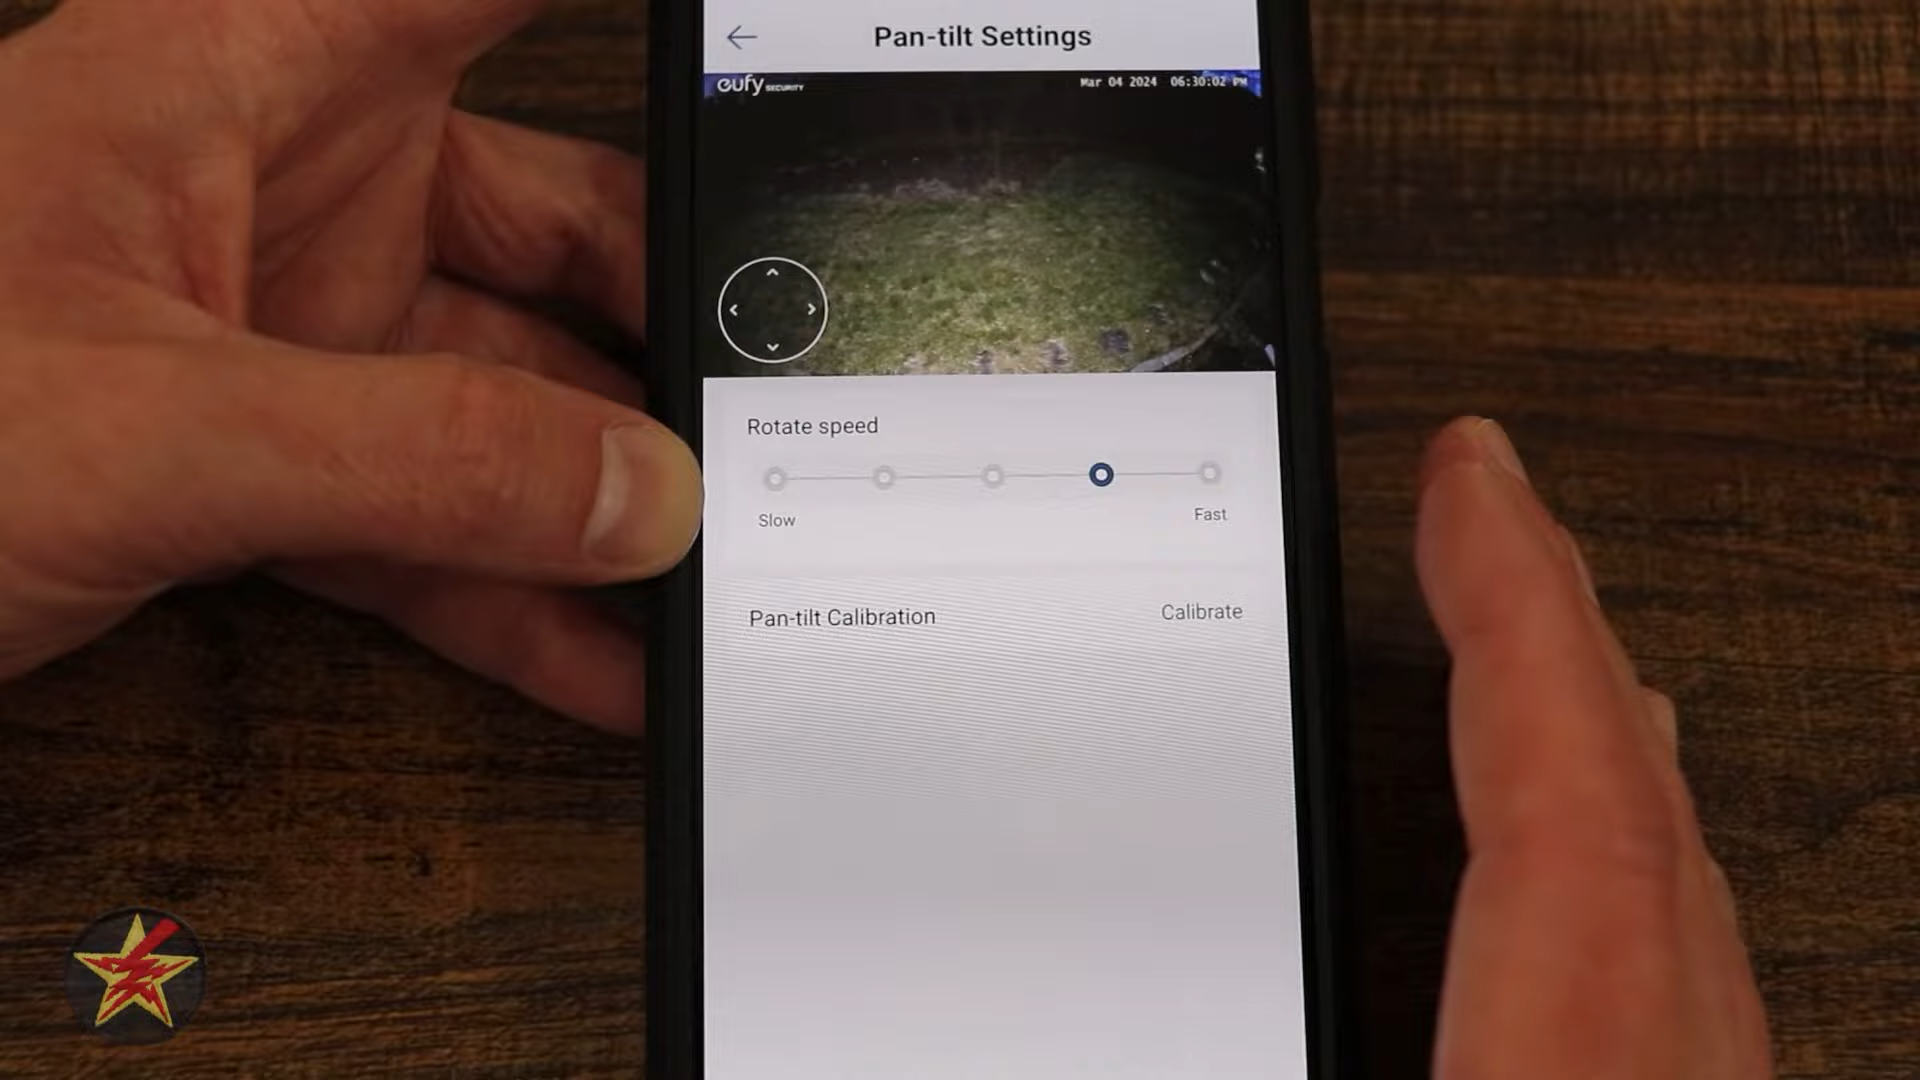 Pan-tilt Settings
eufy SECURITY
Mar 04 2024 06:30:02 PM
Rotate speed
Slow
Fast
Pan-tilt Calibration
Calibrate